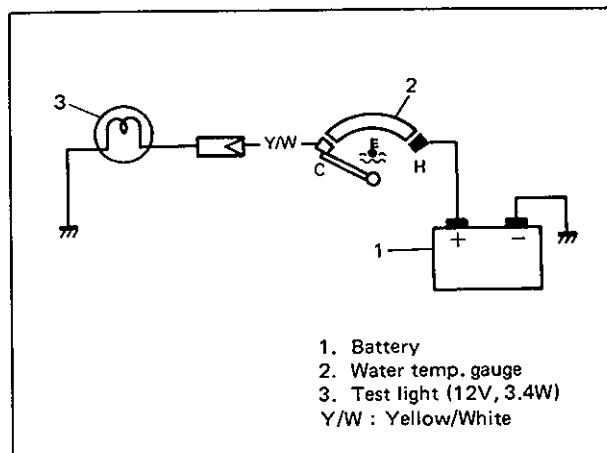 3
2
Y/W
C
H
1
+ −
1. Battery
2. Water temp. gauge
3. Test light (12V, 3.4W)
Y/W : Yellow/White